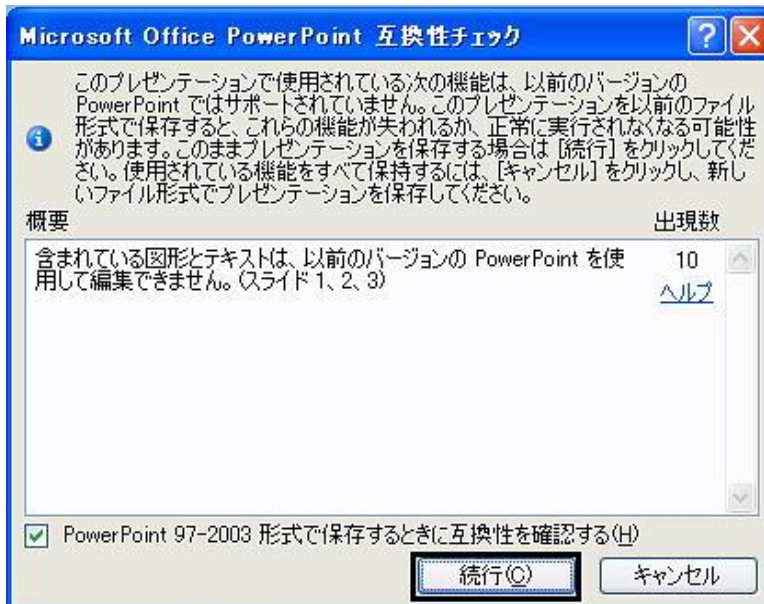 Microsoft Office PowerPoint 互換性チェック
このプレゼンテーションで使用されている次の機能は、以前のバージョンの
PowerPoint ではサポートされていません。このプレゼンテーションを以前のファイル
形式で保存すると、これらの機能が失われるか、正常に実行されなくなる可能性
があります。このままプレゼンテーションを保存する場合は [続行] をクリックしてくだ
さい。使用されている機能をすべて保持するには、[キャンセル] をクリックし、新し
いファイル形式でプレゼンテーションを保存してください。
概要 出現数
含まれている図形とテキストは、以前のバージョンの PowerPoint を使 10
用して編集できません。(スライド 1、2、3) ヘルプ
PowerPoint 97-2003 形式で保存するときに互換性を確認する(H)
続行(C) キャンセル